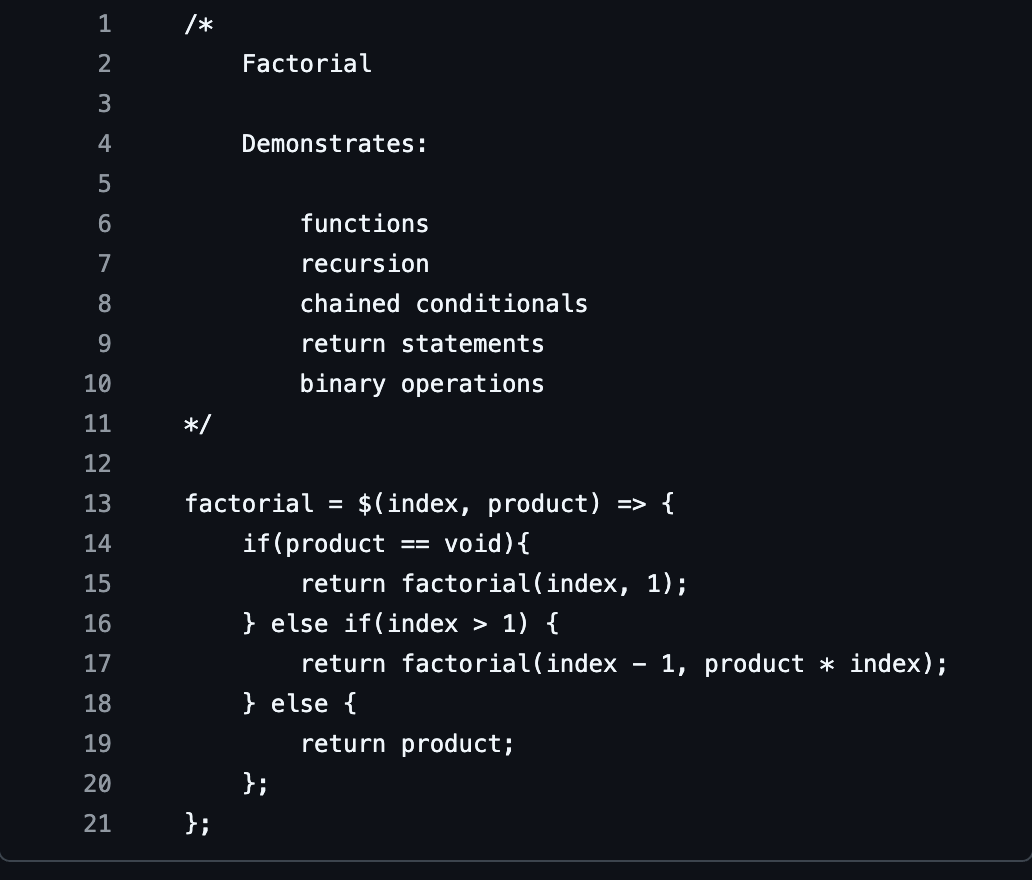 1 /*
2     Factorial
3
4     Demonstrates:
5
6         functions
7         recursion
8         chained conditionals
9         return statements
10         binary operations
11 */
12
13 factorial = $(index, product) => {
14     if(product == void){
15         return factorial(index, 1);
16     } else if(index > 1) {
17         return factorial(index - 1, product * index);
18     } else {
19         return product;
20     };
21 };